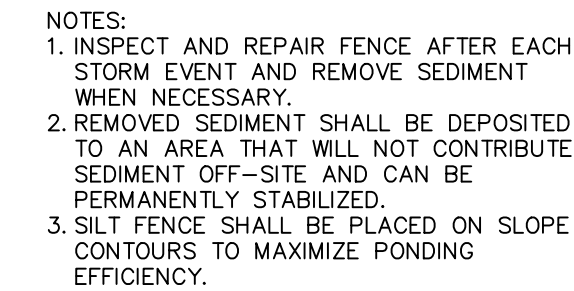 NOTES:
1. INSPECT AND REPAIR FENCE AFTER EACH
STORM EVENT AND REMOVE SEDIMENT
WHEN NECESSARY.
2. REMOVED SEDIMENT SHALL BE DEPOSITED
TO AN AREA THAT WILL NOT CONTRIBUTE
SEDIMENT OFF-SITE AND CAN BE
PERMANENTLY STABILIZED.
3. SILT FENCE SHALL BE PLACED ON SLOPE
CONTOURS TO MAXIMIZE PONDING
EFFICIENCY.